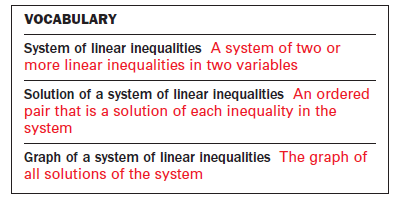 VOCABULARY
System of linear inequalities A system of two or
more linear inequalities in two variables
Solution of a system of linear inequalities An ordered
pair that is a solution of each inequality in the
system
Graph of a system of linear inequalities The graph of
all solutions of the system